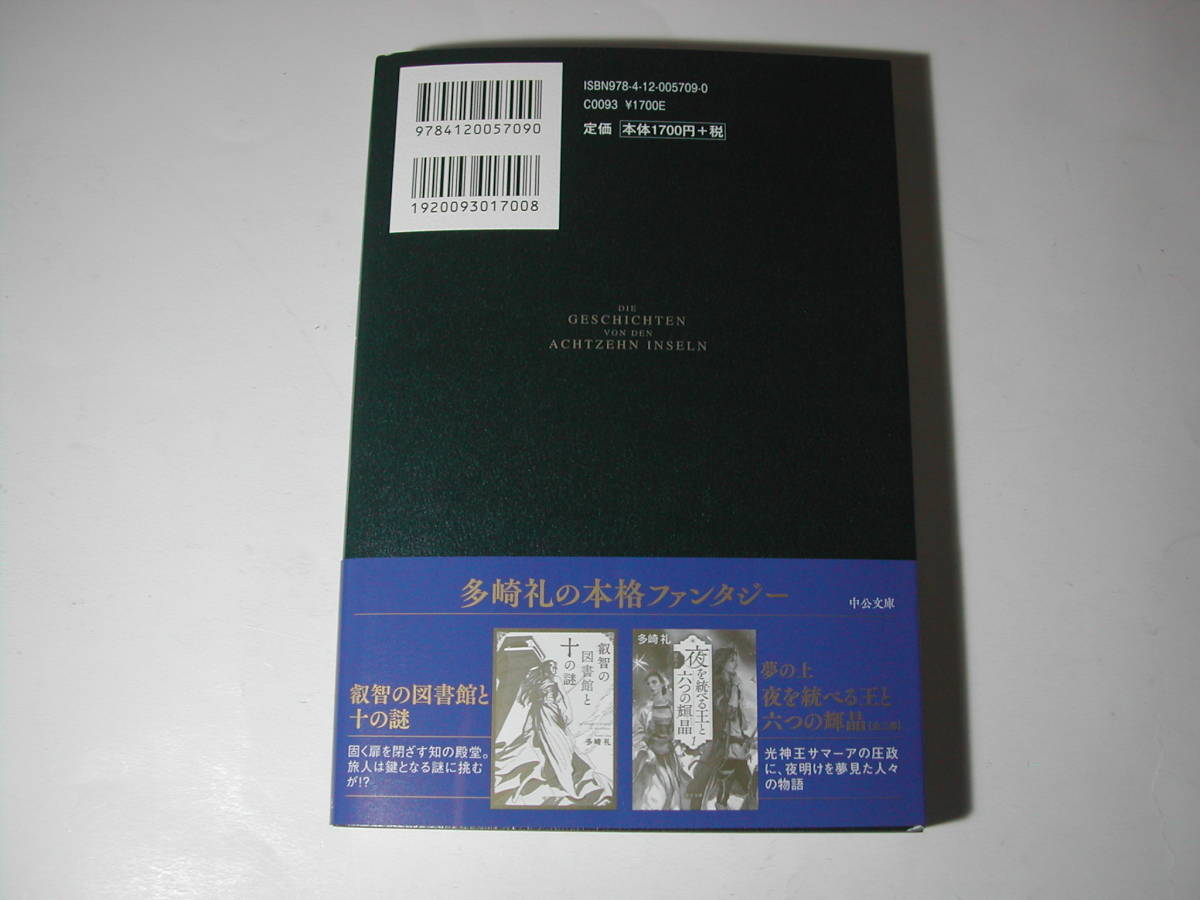 9784120057090
1920093017008
ISBN978-4-12-005709-0
C0093 ¥1700E
定価 本体1700円+税
DIE
GESCHICHTEN
VON DEN
ACHTZEHN INSELN
多崎礼の本格ファンタジー
中公文庫
叡智の図書館と
十の謎
固く扉を閉ざす知の殿堂。
旅人は鍵となる謎に挑む
が!?
叡智の
図書館と
十の謎
多崎 礼
多崎 礼
夜を統べる王と
六つの輝晶
1
夢の上
夜を統べる王と
六つの輝晶
光神王サマーアの圧政
に、夜明けを夢見た人々
の物語